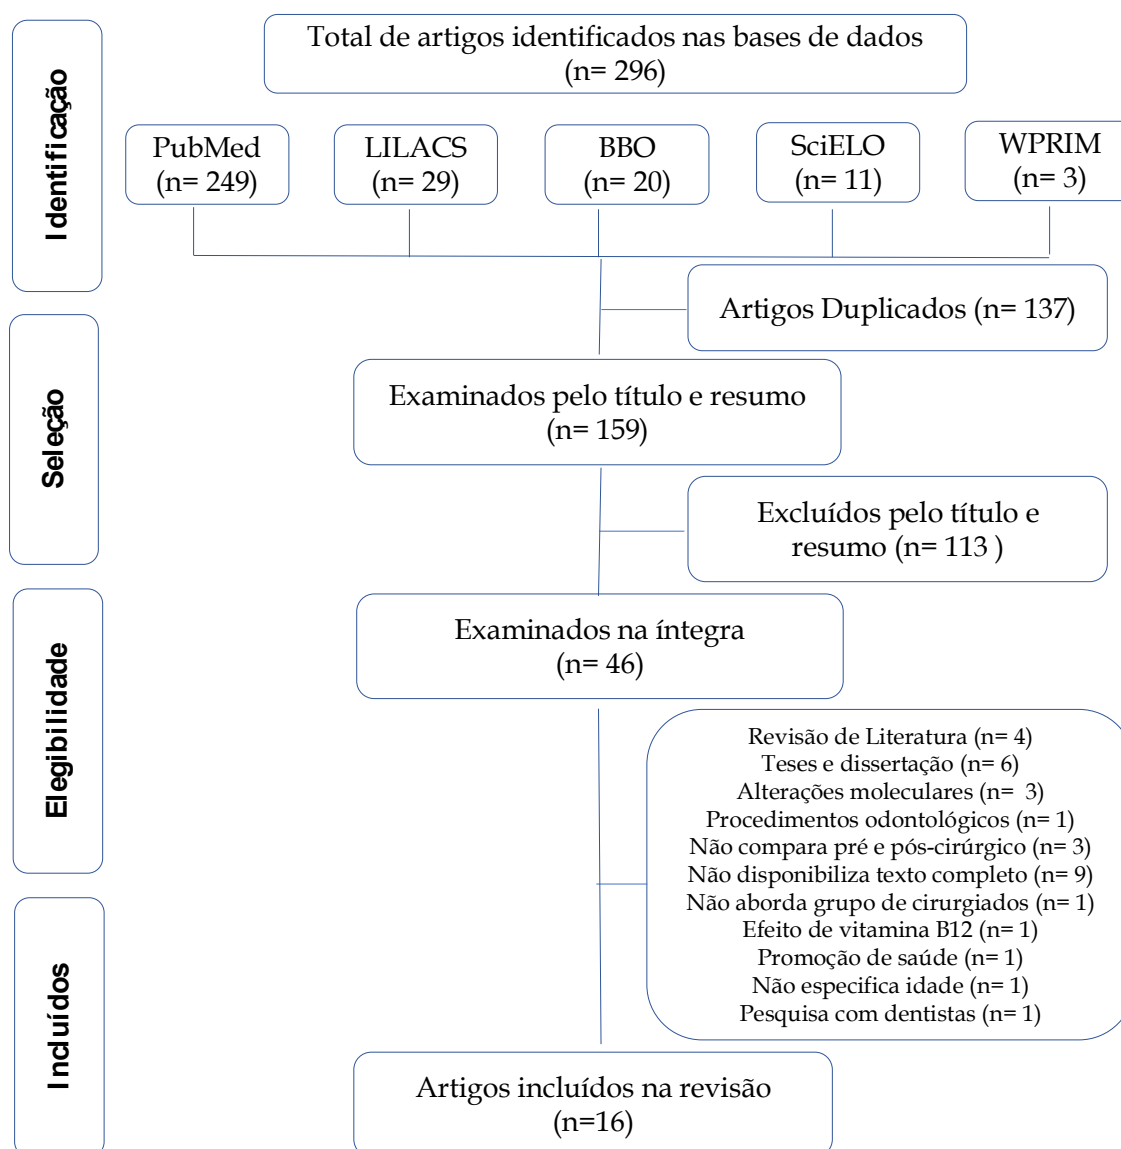 Identificação
Total de artigos identificados nas bases de dados
(n= 296)
PubMed
(n= 249)
LILACS
(n= 29)
BBO
(n= 20)
SciELO
(n= 11)
WPRIM
(n= 3)
Artigos Duplicados (n= 137)
Seleção
Examinados pelo título e resumo
(n= 159)
Excluídos pelo título e
resumo (n= 113 )
Elegibilidade
Examinados na íntegra
(n= 46)
Revisão de Literatura (n= 4)
Teses e dissertação (n= 6)
Alterações moleculares (n=  3)
Procedimentos odontológicos (n= 1)
Não compara pré e pós-cirúrgico (n= 3)
Não disponibiliza texto completo (n= 9)
Não aborda grupo de cirurgiados (n= 1)
Efeito de vitamina B12 (n= 1)
Promoção de saúde (n= 1)
Não especifica idade (n= 1)
Pesquisa com dentistas (n= 1)
Incluídos
Artigos incluídos na revisão
(n=16)